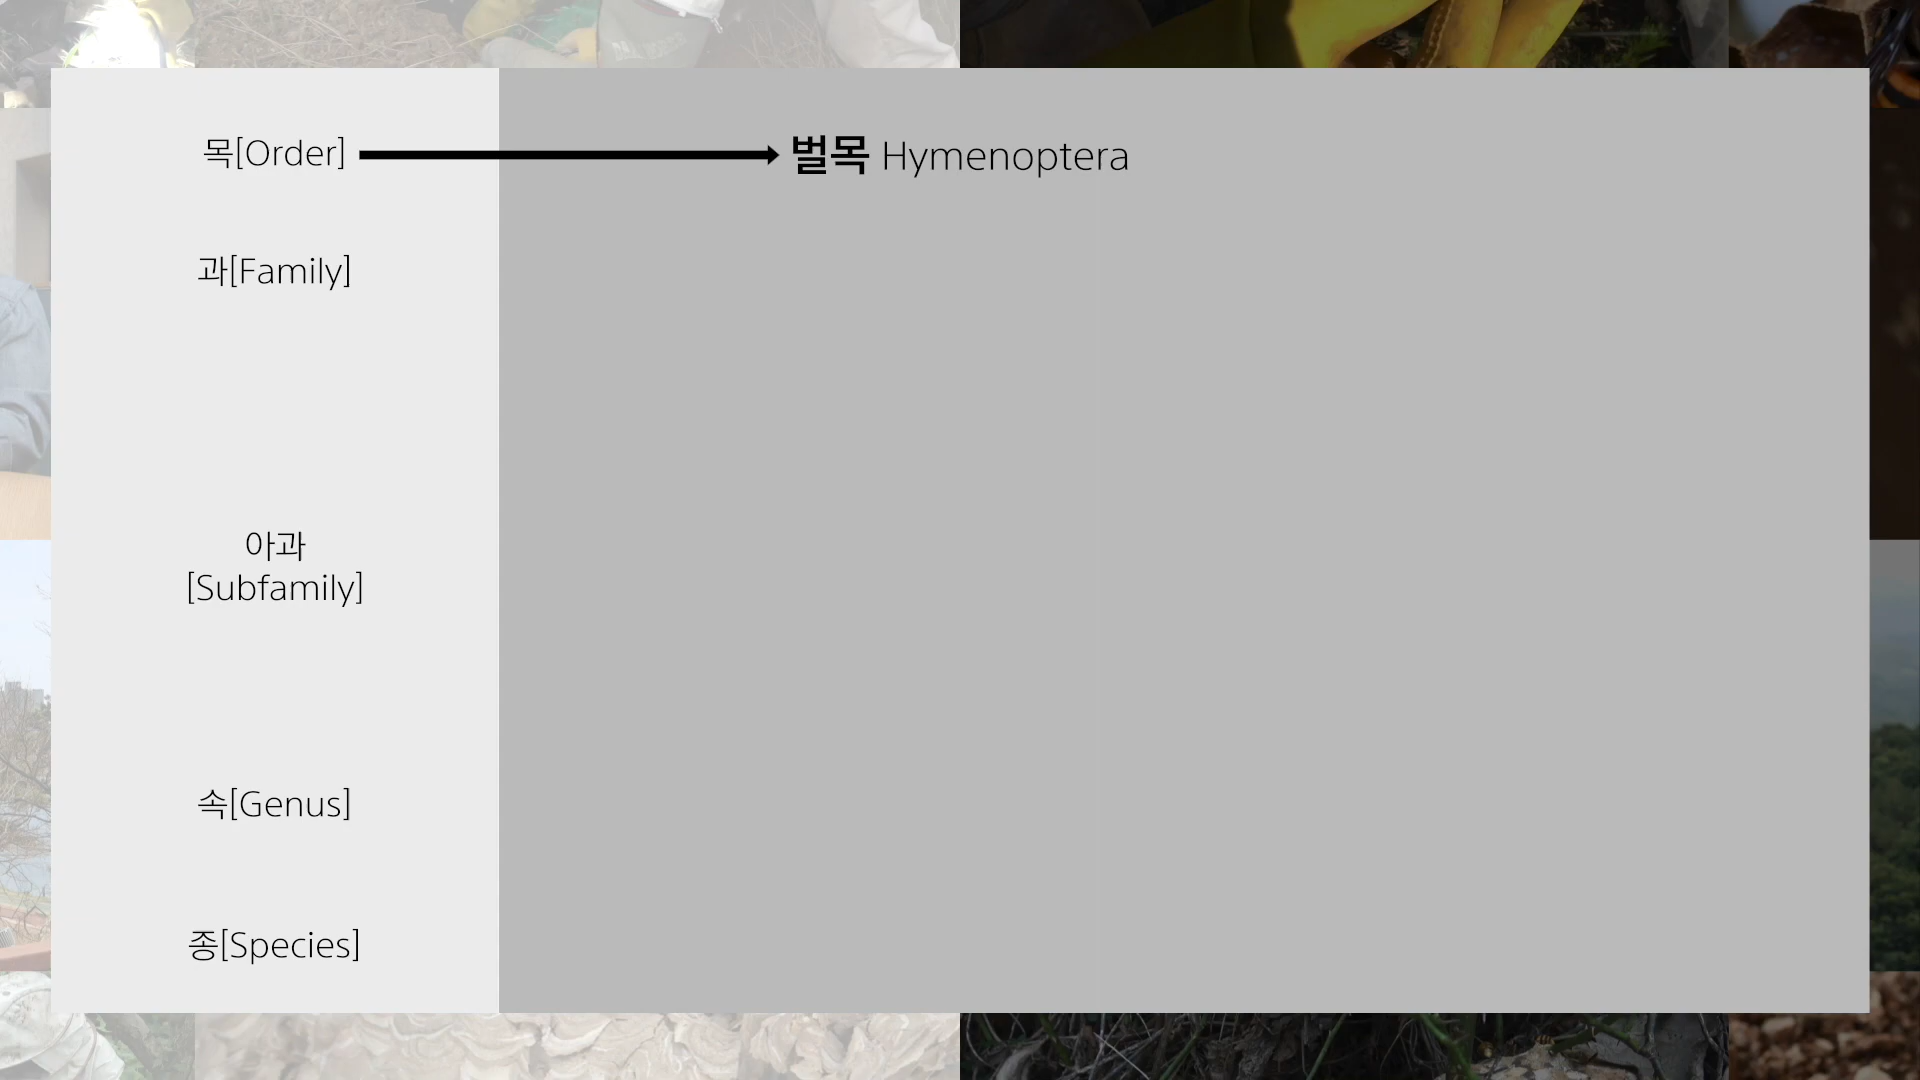 목[Order] 벌목 Hymenoptera
과[Family]
아과
[Subfamily]
속[Genus]
종[Species]